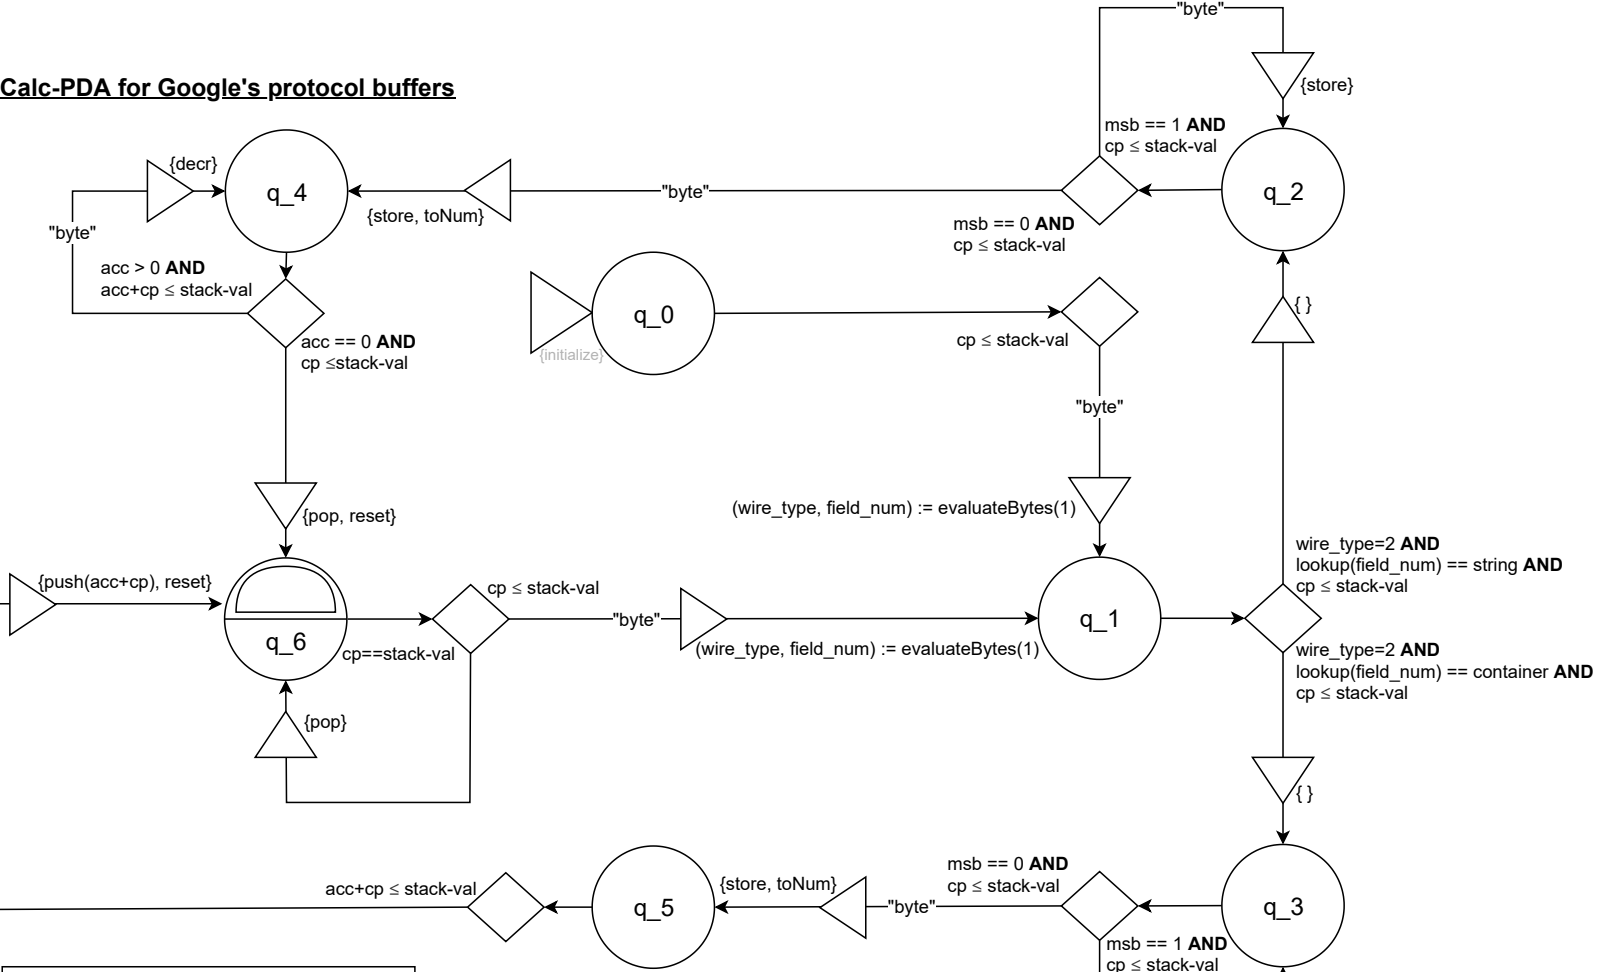 "byte"
Calc-PDA for Google's protocol buffers
{store}
msb == 1 AND
cp ≤ stack-val
{decr}
q_4
"byte"
q_2
{store, toNum}
"byte"
msb == 0 AND
cp ≤ stack-val
acc > 0 AND
acc+cp ≤ stack-val
{ }
q_0
acc == 0 AND
cp ≤stack-val
{initialize}
cp ≤ stack-val
"byte"
{pop, reset}
(wire_type, field_num) := evaluateBytes(1)
wire_type=2 AND
lookup(field_num) == string AND
cp ≤ stack-val
{push(acc+cp), reset}
cp ≤ stack-val
"byte"
q_1
q_6
cp==stack-val
(wire_type, field_num) := evaluateBytes(1)
wire_type=2 AND
lookup(field_num) == container AND
cp ≤ stack-val
{pop}
{ }
msb == 0 AND
cp ≤ stack-val
acc+cp ≤ stack-val
{store, toNum}
q_5
"byte"
q_3
msb == 1 AND
cp ≤ stack-val